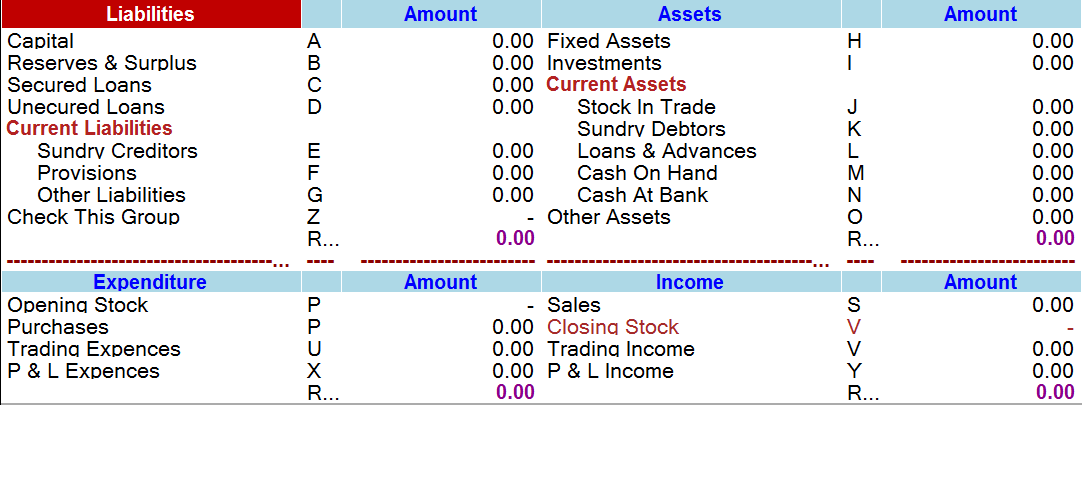 Liabilities Amount Assets Amount
Capital A 0.00 Fixed Assets H 0.00
Reserves & Surplus B 0.00 Investments I 0.00
Secured Loans C 0.00 Current Assets
Unecured Loans D 0.00 Stock In Trade J 0.00
Current Liabilities Sundry Debtors K 0.00
Sundry Creditors E 0.00 Loans & Advances L 0.00
Provisions F 0.00 Cash On Hand M 0.00
Other Liabilities G 0.00 Cash At Bank N 0.00
Check This Group Z - Other Assets O 0.00
R... 0.00 R... 0.00
--------------------------------------... ---- ------------------------- --------------------------------------... ---- -------------------------
Expenditure Amount Income Amount
Opening Stock P - Sales S 0.00
Purchases P 0.00 Closing Stock V -
Trading Expences U 0.00 Trading Income V 0.00
P & L Expences X 0.00 P & L Income Y 0.00
R... 0.00 R... 0.00